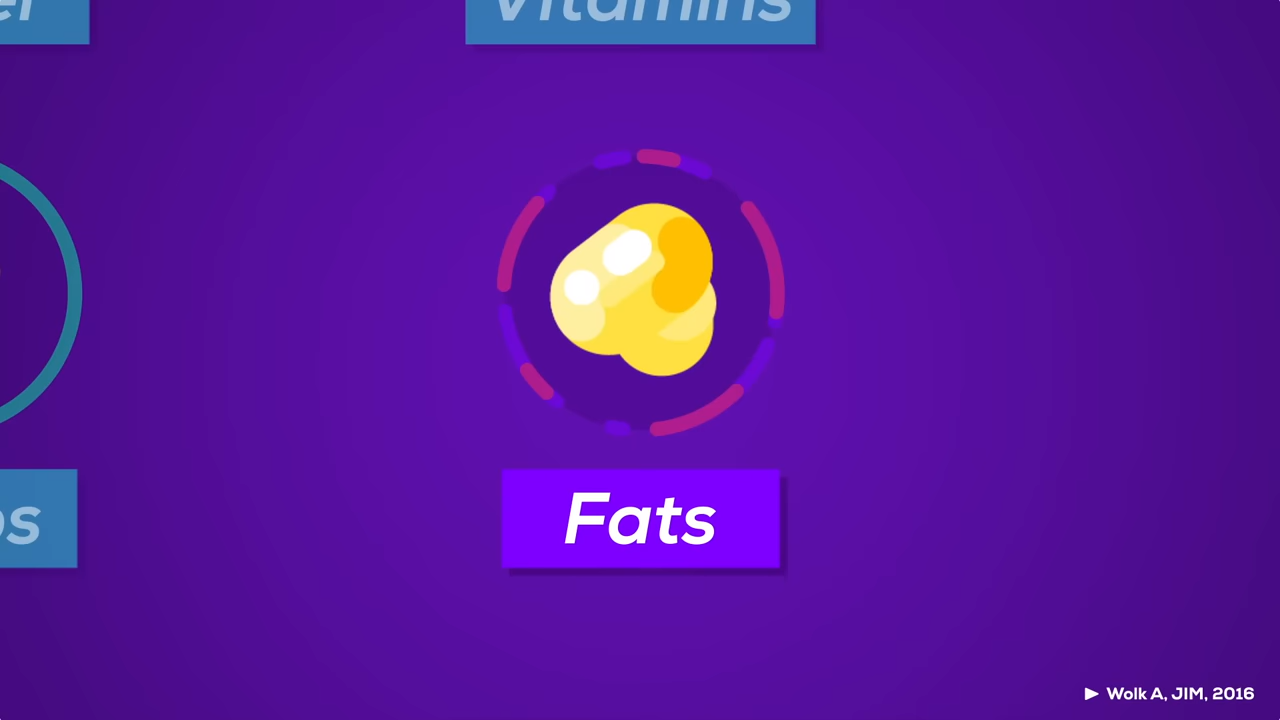 Vitamins
Fats
► Wolk A, JIM, 2016